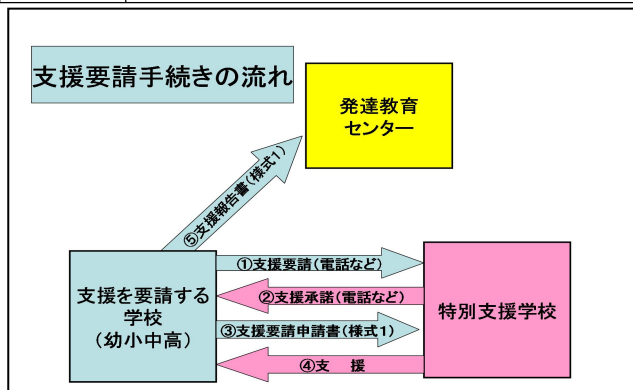 支援要請手続きの流れ
発達教育
センター
⑤支援報告書(様式1)
①支援要請(電話など)
②支援承諾(電話など)
③支援要請申請書(様式1)
④支　援
支援を要請する
学校
(幼小中高)
特別支援学校